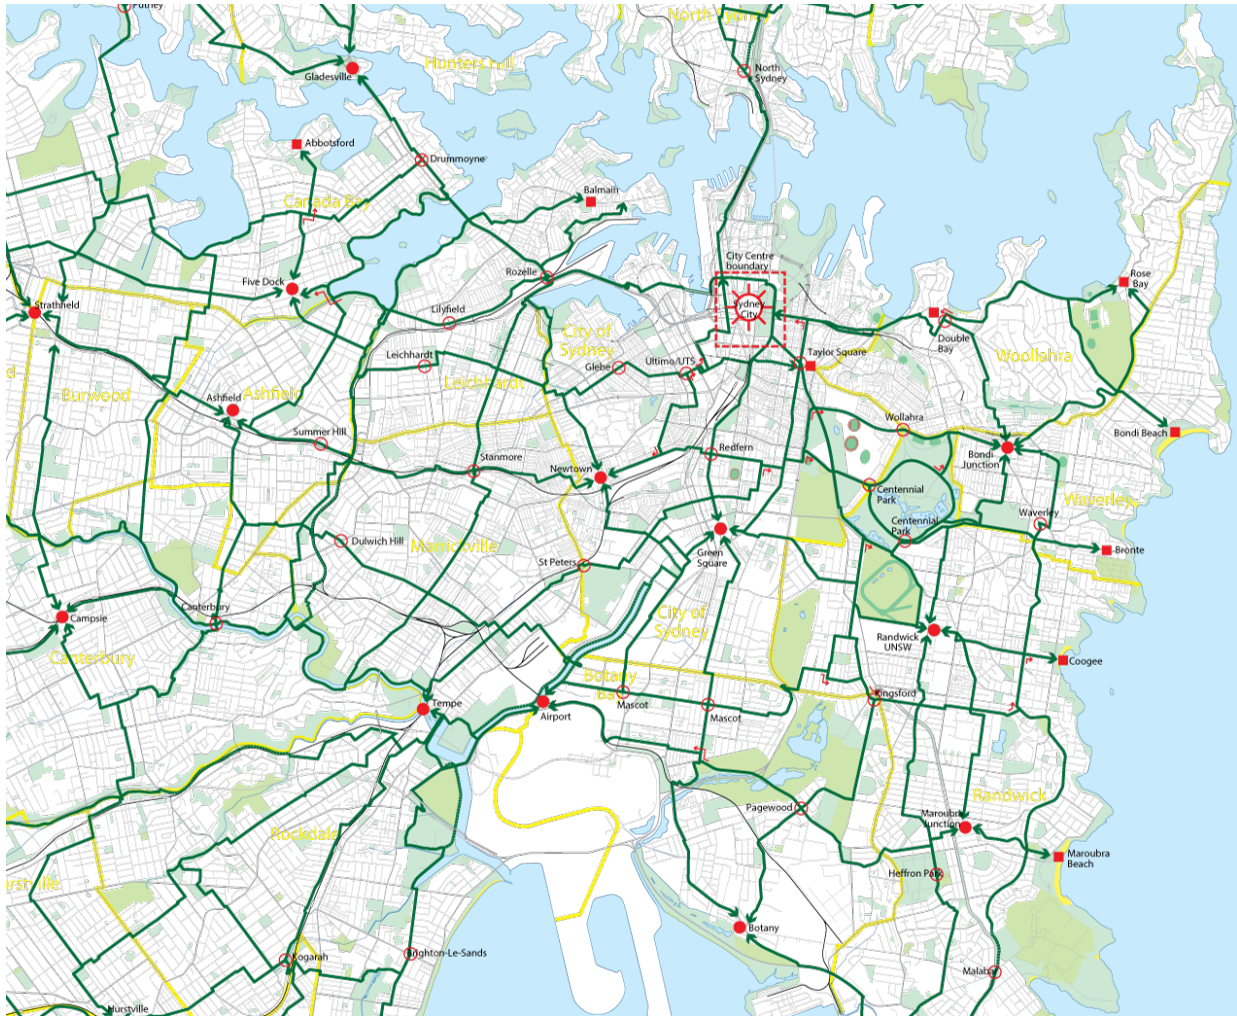 Putney
North Sydney
Hunters Hill
Gladesville
North
Sydney
Abbotsford
Drummoyne
Balmain
Canada Bay
City Centre
boundary
Rozelle
Rose
Bay
Five Dock
Strathfield
Sydney
City
Lilyfield
City of
Sydney
Double
Bay
Leichhardt
Glebe
Ultimo/UTS
Taylor Square
Woollahra
d
Burwood
Ashfield
Ashfield
Leichhardt
Wollahra
Summer Hill
Bondi Beach
Stanmore
Newtown
Redfern
Bondi
Junction
Centennial
Park
Waverley
Waverley
Centennial
Park
Dulwich Hill
Marrickville
Green
Square
St Peters
Bronte
Canterbury
Campsie
City of
Sydney
Randwick
UNSW
Canterbury
Coogee
Botany
Bay
Tempe
Airport
Mascot
Mascot
Kingsford
Pagewood
Randwick
Maroubra
Junction
Rockdale
Maroubra
Beach
Heffron Park
Botany
Brighton-Le-Sands
Kogarah
Malabar
Hurstville